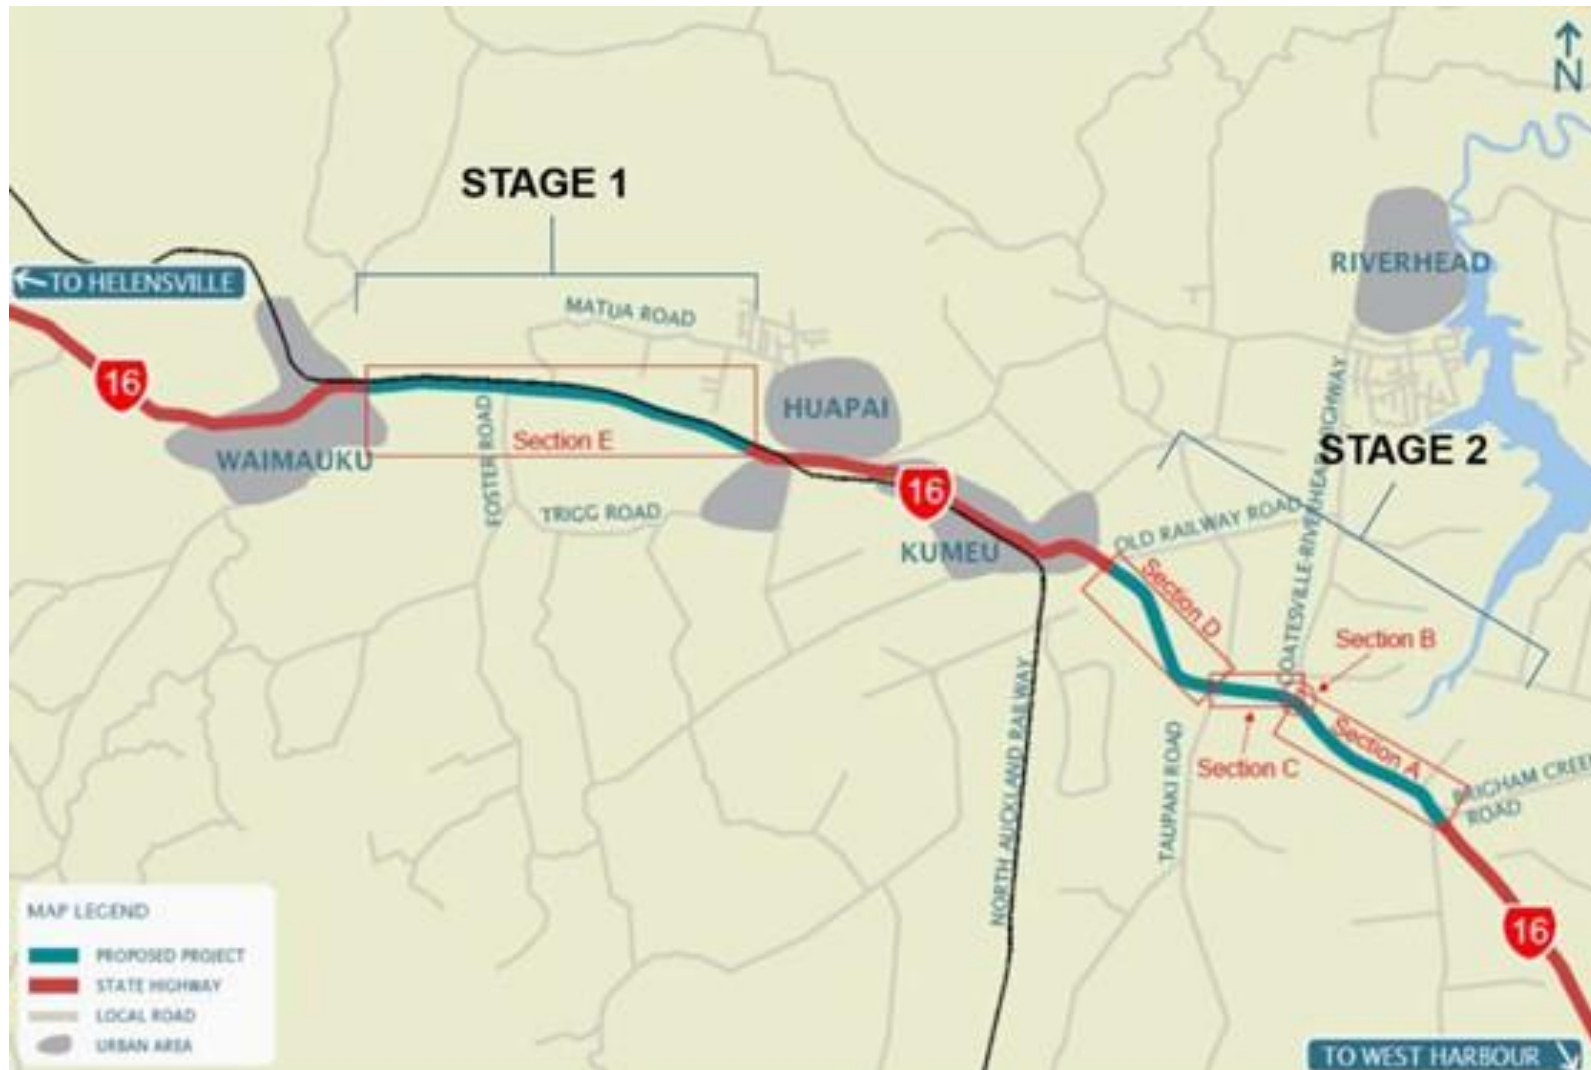 N
STAGE 1
RIVERHEAD
TO HELENSVILLE
MATUA ROAD
16
HUAPAI
COATESVILLE-RIVERHEAD HIGHWAY
WAIMAUKU
FOSTER ROAD
Section E
STAGE 2
16
TRIGG ROAD
KUMEU
OLD RAILWAY ROAD
Section D
Section B
NORTH AUCKLAND RAILWAY
TAUPAKI ROAD
Section C
Section A
BRIGHAM CREEK
ROAD
MAP LEGEND
PROPOSED PROJECT
STATE HIGHWAY
LOCAL ROAD
URBAN AREA
16
TO WEST HARBOUR